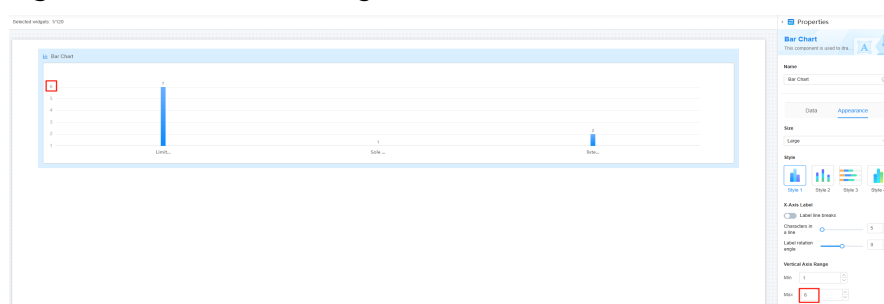 Selected widgets: 1/120
Properties
Bar Chart
This component is used to dra...
Name
Bar Chart
Data
Appearance
Size
Large
Style
Style 1
Style 2
Style 3
Style
X-Axis Label
Label line breaks
Characters in
a line
5
Label rotation
angle
0
Vertical Axis Range
Min
1
Max
6
Bar Chart
6
5
4
3
2
1
7
1
2
Limit...
Sole ...
Exte...